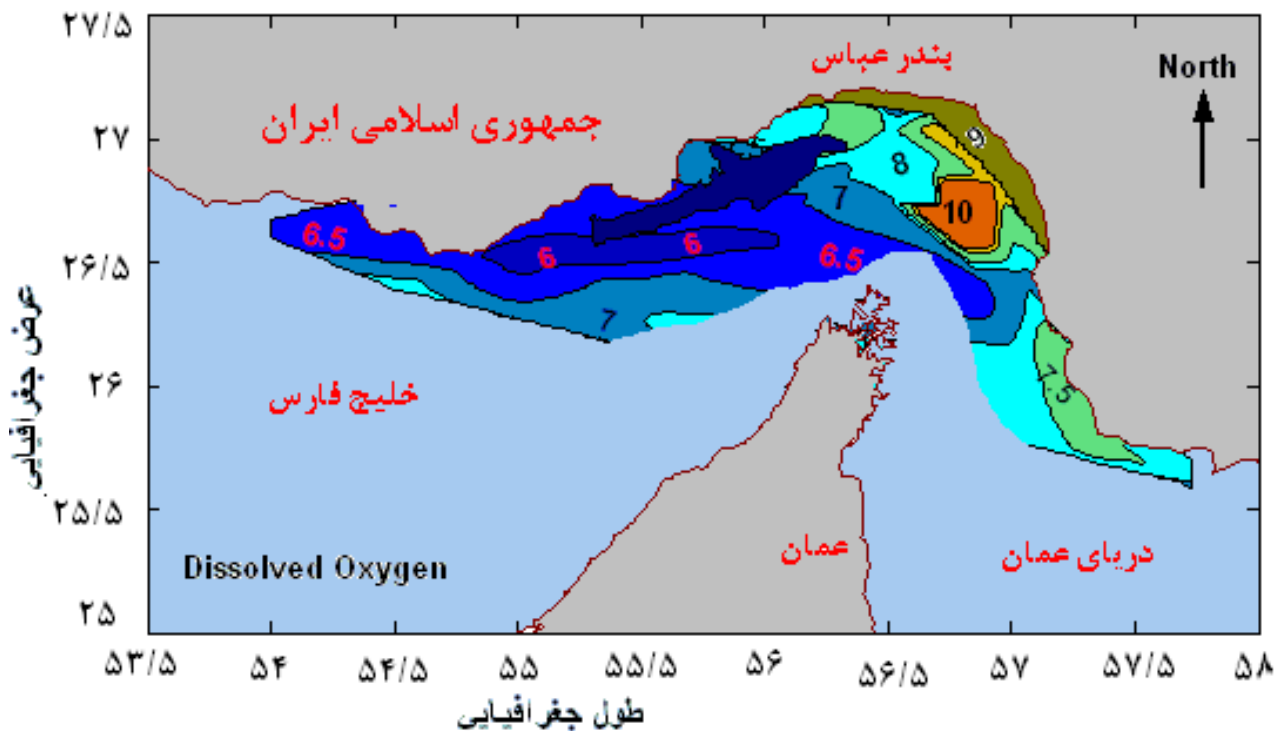 ۲۷/۵
بندر عباس
North
جمهوری اسلامی ایران
۲۷
9
8
7
10
6.5
6
6
6.5
۲۶/۵
7
7.5
۲۶
خلیج فارس
عرض جغرافیایی
۲۵/۵
Dissolved Oxygen
عمان
دریای عمان
۲۵
۵۳/۵ ۵۴ ۵۴/۵ ۵۵ ۵۵/۵ ۵۶ ۵۶/۵ ۵۷ ۵۷/۵ ۵۸
طول جغرافیایی